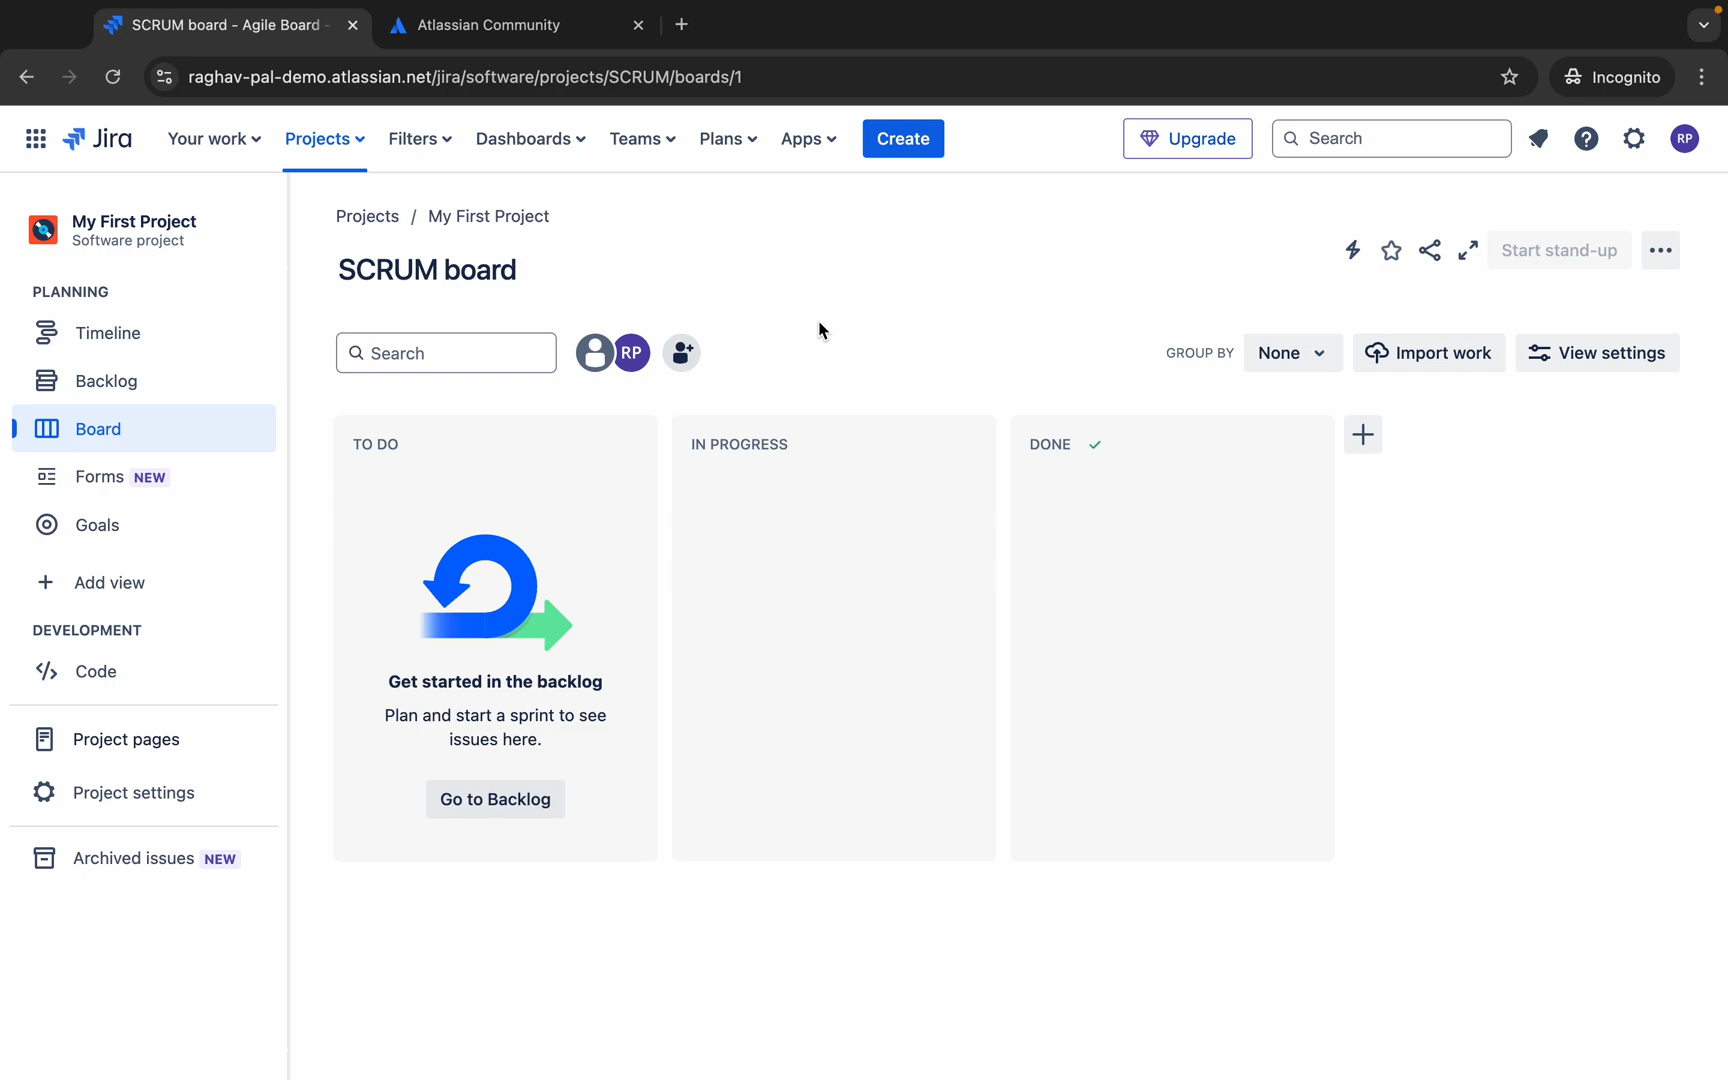 SCRUM board - Agile Board -
Atlassian Community
raghav-pal-demo.atlassian.net/jira/software/projects/SCRUM/boards/1
Incognito
Jira
Your work
Projects
Filters
Dashboards
Teams
Plans
Apps
Create
Upgrade
Search
RP
My First Project
Software project
PLANNING
Timeline
Backlog
Board
Forms NEW
Goals
Add view
DEVELOPMENT
Code
Project pages
Project settings
Archived issues NEW
Projects / My First Project
SCRUM board
Start stand-up
Search
RP
GROUP BY
None
Import work
View settings
TO DO
IN PROGRESS
DONE
Get started in the backlog
Plan and start a sprint to see
issues here.
Go to Backlog